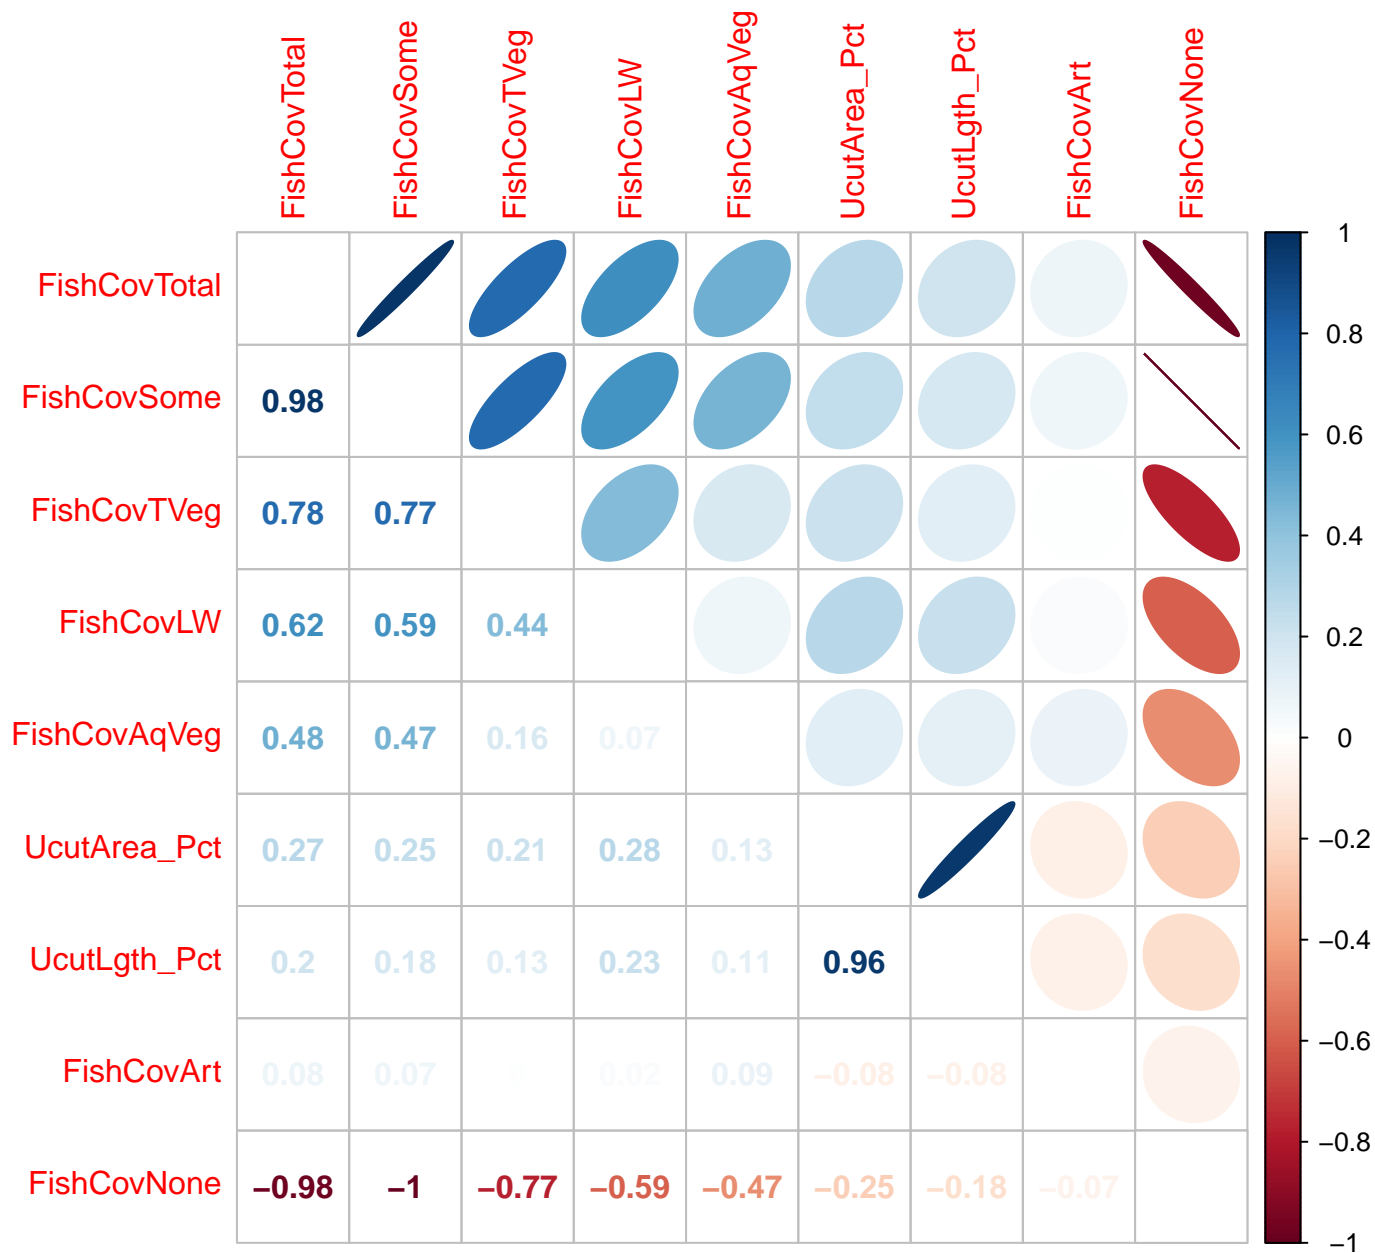 FishCovTotal
FishCovSome
FishCovTVeg
FishCovLW
FishCovAqVeg
UcutArea_Pct
UcutLgth_Pct
FishCovArt
FishCovNone
FishCovTotal
FishCovSome 0.98
FishCovTVeg 0.78 0.77
FishCovLW 0.62 0.59 0.44
FishCovAqVeg 0.48 0.47 0.16 0.07
UcutArea_Pct 0.27 0.25 0.21 0.28 0.13
UcutLgth_Pct 0.2 0.18 0.13 0.23 0.11 0.96
FishCovArt 0.08 0.07 0.02 0.09 −0.08 −0.08
FishCovNone −0.98 −1 −0.77 −0.59 −0.47 −0.25 −0.18 −0.07
1
0.8
0.6
0.4
0.2
0
−0.2
−0.4
−0.6
−0.8
−1